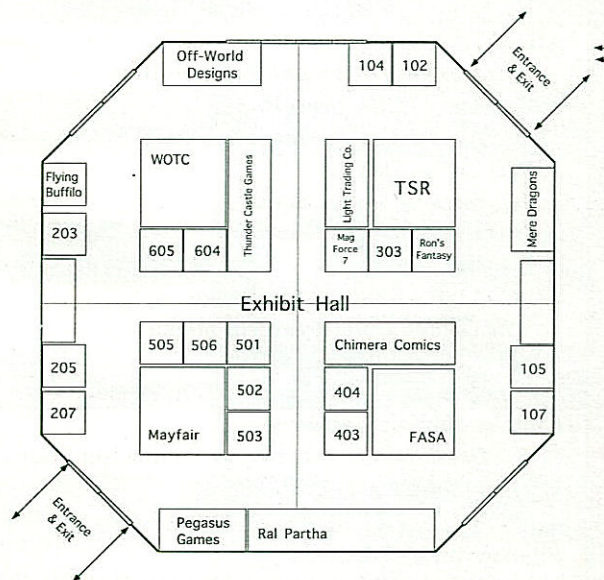 Off-World
Designs
104
102
Entrance
& Exit
Flying
Buffilo
203
WOTC
Thunder Castle Games
605
604
Light Trading Co.
TSR
Mag
Force
7
303
Ron's
Fantasy
Mere Dragons
Exhibit Hall
205
207
505
506
501
502
503
Mayfair
Chimera Comics
404
403
FASA
105
107
Entrance
& Exit
Pegasus
Games
Ral Partha